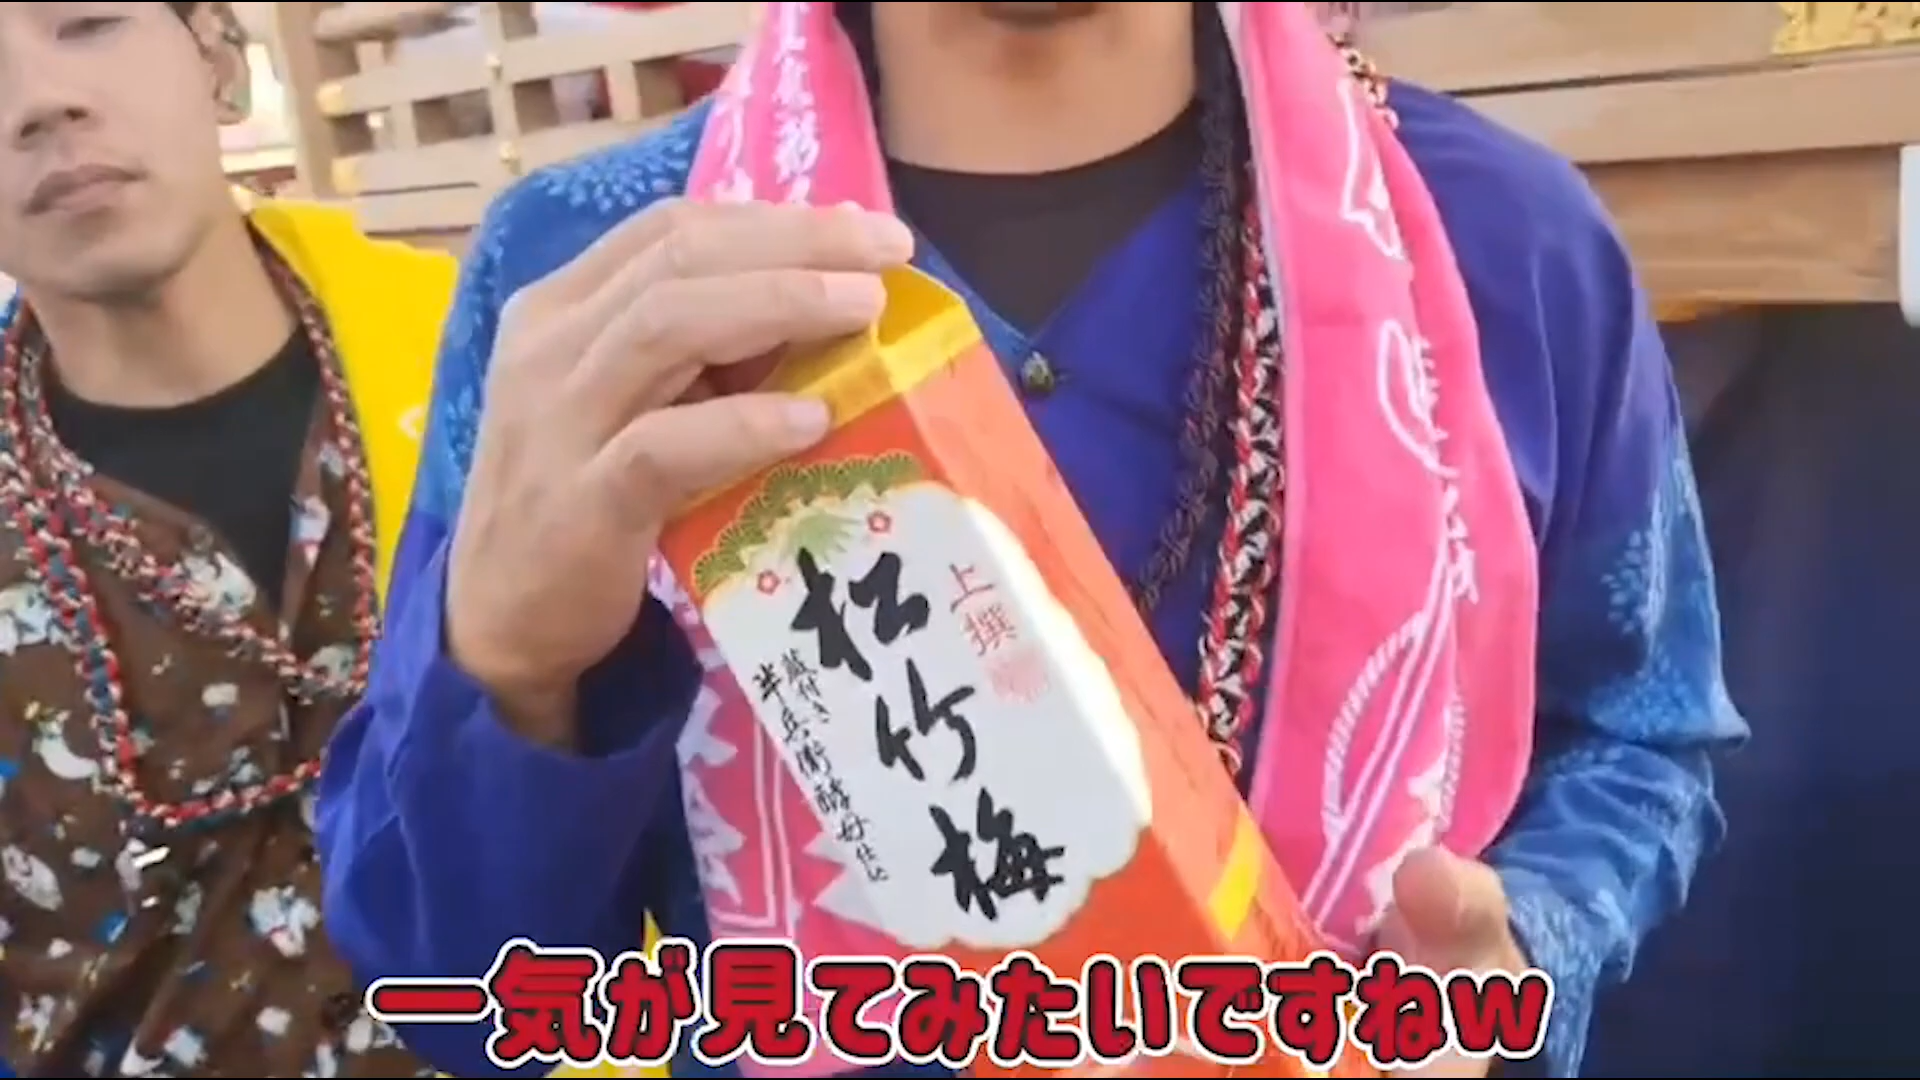 上撰
松竹梅
蔵付き
半兵衛酵母仕込
一気が見てみたいですねw